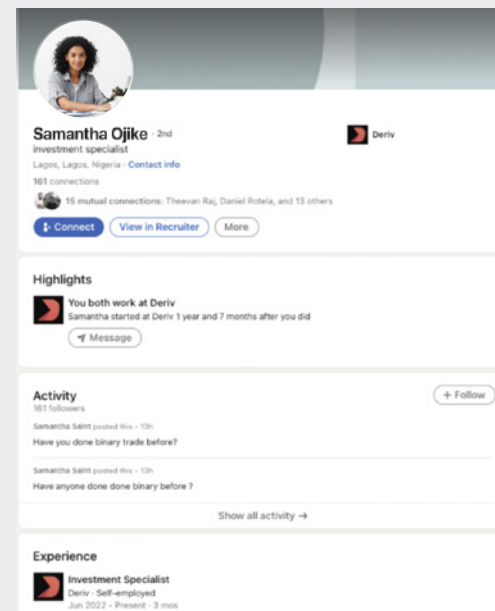 Samantha Ojike · 2nd
Deriv
investment specialist
Lagos, Lagos, Nigeria · Contact info
161 connections
15 mutual connections: Theevan Raj, Daniel Rotela, and 13 others
Connect
View in Recruiter
More
Highlights
You both work at Deriv
Samantha started at Deriv 1 year and 7 months after you did
Message
Activity
+ Follow
161 followers
Samantha Saint posted this • 13h
Have you done binary trade before?
Samantha Saint posted this • 13h
Have anyone done done binary before ?
Show all activity →
Experience
Investment Specialist
Deriv · Self-employed
Jun 2022 - Present · 3 mos